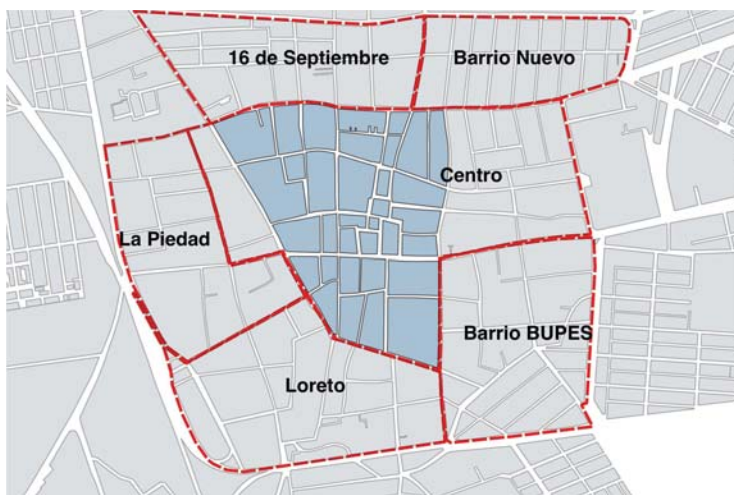 16 de Septiembre
Barrio Nuevo
Centro
La Piedad
Barrio BUPES
Loreto